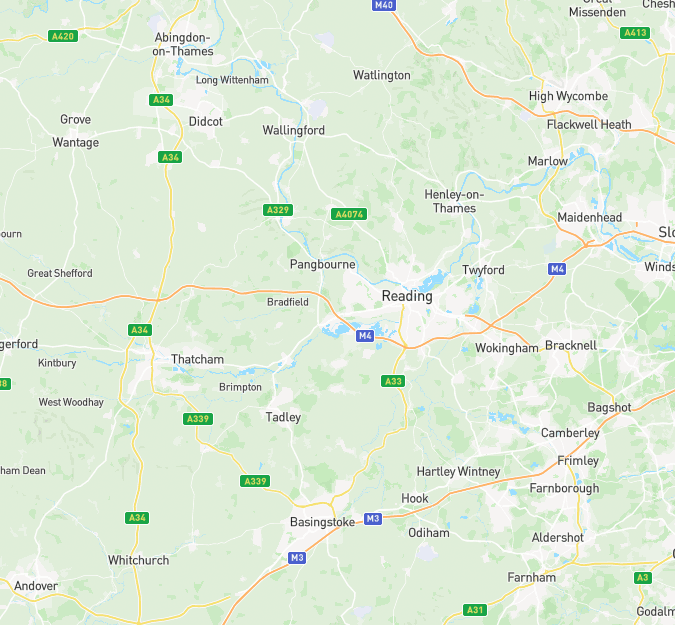 M40
Great
Missenden
Chesh
A420
Abingdon-
on-Thames
A413
Long Wittenham
Watlington
High Wycombe
A34
Grove
Didcot
Wallingford
Flackwell Heath
Wantage
A34
Marlow
Henley-on-
Thames
A329
A4074
Maidenhead
ourn
Slo
Great Shefford
Pangbourne
Twyford
M4
Winds
Bradfield
Reading
A34
M4
gerford
Kintbury
Thatcham
Wokingham
Bracknell
38
Brimpton
A33
West Woodhay
A339
Tadley
Bagshot
Camberley
ham Dean
A339
Hartley Wintney
Frimley
Farnborough
Hook
A34
Basingstoke
M3
Odiham
Aldershot
M3
Whitchurch
Andover
Farnham
A3
A31
Godalm